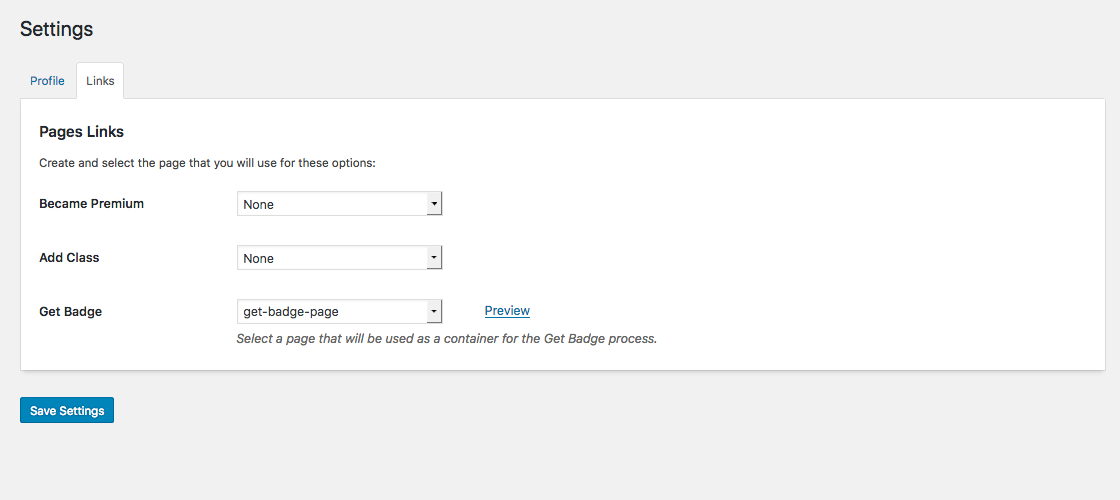 Settings
Profile Links
Pages Links
Create and select the page that you will use for these options:
Became Premium None
Add Class None
Get Badge get-badge-page Preview
Select a page that will be used as a container for the Get Badge process.
Save Settings